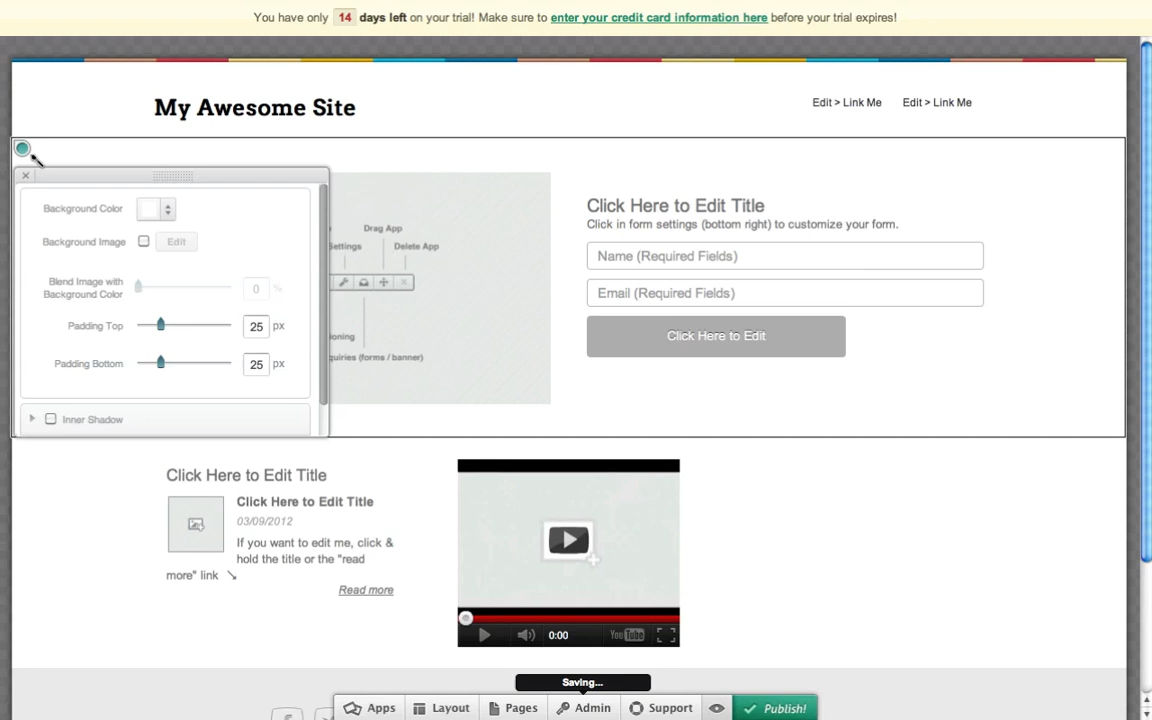 You have only 14 days left on your trial! Make sure to enter your credit card information here before your trial expires!
My Awesome Site
Edit > Link Me
Edit > Link Me
Background Color
Background Image
Edit
Blend Image with
Background Color
0 %
Padding Top
25 px
Padding Bottom
25 px
Inner Shadow
Drag App
Settings
Delete App
Click Here to Edit Title
Click in form settings (bottom right) to customize your form.
Name (Required Fields)
Email (Required Fields)
Click Here to Edit
Click Here to Edit Title
Click Here to Edit Title
03/09/2012
If you want to edit me, click &
hold the title or the "read
more" link
Read more
0:00
YouTube
Saving...
Apps
Layout
Pages
Admin
Support
Publish!